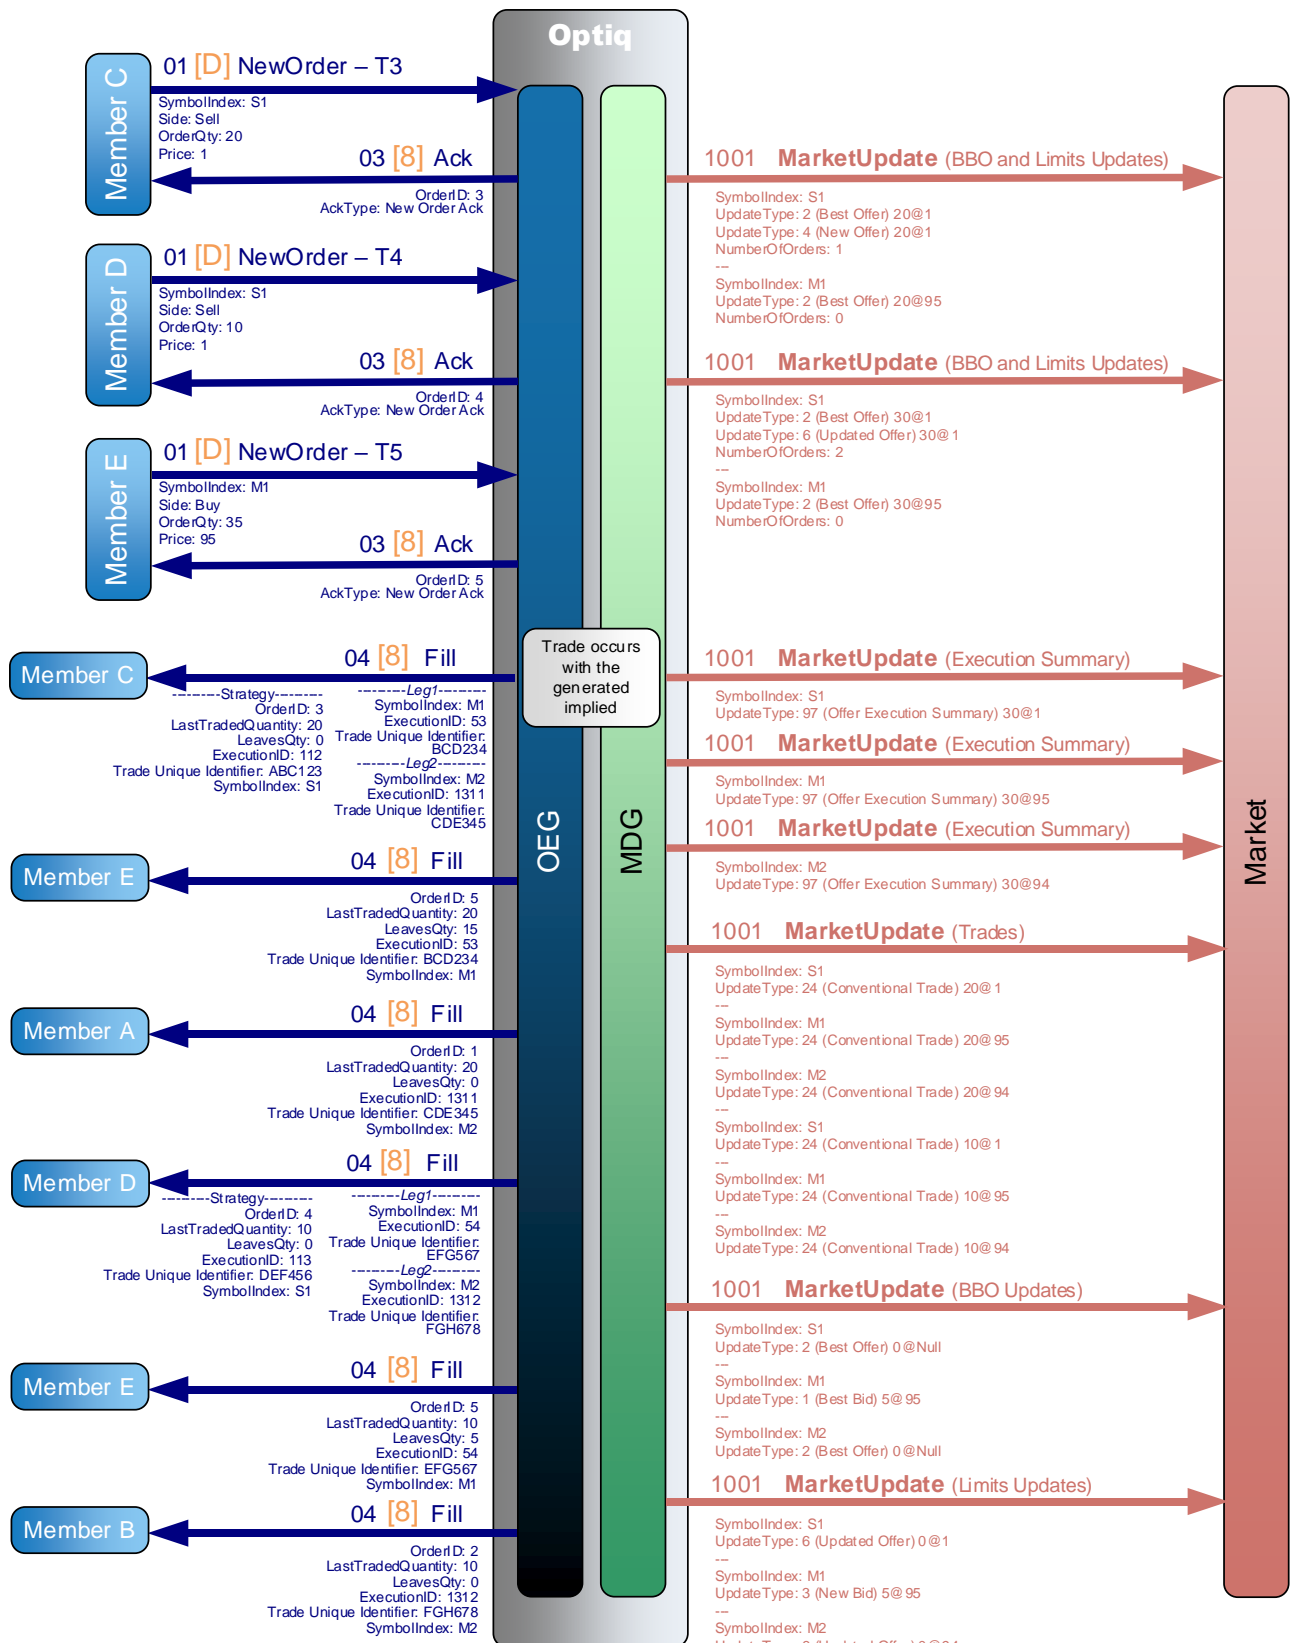 Optiq
Member C
01 [D] NewOrder – T3
SymbolIndex: S1
Side: Sell
OrderQty: 20
Price: 1
03 [8] Ack
OrderID: 3
AckType: New Order Ack
1001 MarketUpdate (BBO and Limits Updates)
SymbolIndex: S1
UpdateType: 2 (Best Offer) 20@1
UpdateType: 4 (New Offer) 20@1
NumberOfOrders: 1
---
SymbolIndex: M1
UpdateType: 2 (Best Offer) 20@95
NumberOfOrders: 0
Member D
01 [D] NewOrder – T4
SymbolIndex: S1
Side: Sell
OrderQty: 10
Price: 1
03 [8] Ack
OrderID: 4
AckType: New Order Ack
1001 MarketUpdate (BBO and Limits Updates)
SymbolIndex: S1
UpdateType: 2 (Best Offer) 30@1
UpdateType: 6 (Updated Offer) 30@1
NumberOfOrders: 2
---
SymbolIndex: M1
UpdateType: 2 (Best Offer) 30@95
NumberOfOrders: 0
Member E
01 [D] NewOrder – T5
SymbolIndex: M1
Side: Buy
OrderQty: 35
Price: 95
03 [8] Ack
OrderID: 5
AckType: New Order Ack
Trade occurs
with the
generated
implied
OEG
MDG
Market
Member C
04 [8] Fill
----------Strategy----------
OrderID: 3
LastTradedQuantity: 20
LeavesQty: 0
ExecutionID: 112
Trade Unique Identifier: ABC123
SymbolIndex: S1
----------Leg1----------
SymbolIndex: M1
ExecutionID: 53
Trade Unique Identifier:
BCD234
----------Leg2----------
SymbolIndex: M2
ExecutionID: 1311
Trade Unique Identifier:
CDE345
1001 MarketUpdate (Execution Summary)
SymbolIndex: S1
UpdateType: 97 (Offer Execution Summary) 30@1
1001 MarketUpdate (Execution Summary)
SymbolIndex: M1
UpdateType: 97 (Offer Execution Summary) 30@95
1001 MarketUpdate (Execution Summary)
SymbolIndex: M2
UpdateType: 97 (Offer Execution Summary) 30@94
Member E
04 [8] Fill
OrderID: 5
LastTradedQuantity: 20
LeavesQty: 15
ExecutionID: 53
Trade Unique Identifier: BCD234
SymbolIndex: M1
1001 MarketUpdate (Trades)
SymbolIndex: S1
UpdateType: 24 (Conventional Trade) 20@1
---
SymbolIndex: M1
UpdateType: 24 (Conventional Trade) 20@95
---
SymbolIndex: M2
UpdateType: 24 (Conventional Trade) 20@94
---
SymbolIndex: S1
UpdateType: 24 (Conventional Trade) 10@1
---
SymbolIndex: M1
UpdateType: 24 (Conventional Trade) 10@95
---
SymbolIndex: M2
UpdateType: 24 (Conventional Trade) 10@94
Member A
04 [8] Fill
OrderID: 1
LastTradedQuantity: 20
LeavesQty: 0
ExecutionID: 1311
Trade Unique Identifier: CDE345
SymbolIndex: M2
Member D
04 [8] Fill
----------Strategy----------
OrderID: 4
LastTradedQuantity: 10
LeavesQty: 0
ExecutionID: 113
Trade Unique Identifier: DEF456
SymbolIndex: S1
----------Leg1----------
SymbolIndex: M1
ExecutionID: 54
Trade Unique Identifier:
EFG567
----------Leg2----------
SymbolIndex: M2
ExecutionID: 1312
Trade Unique Identifier:
FGH678
1001 MarketUpdate (BBO Updates)
SymbolIndex: S1
UpdateType: 2 (Best Offer) 0@Null
---
SymbolIndex: M1
UpdateType: 1 (Best Bid) 5@95
---
SymbolIndex: M2
UpdateType: 2 (Best Offer) 0@Null
Member E
04 [8] Fill
OrderID: 5
LastTradedQuantity: 10
LeavesQty: 5
ExecutionID: 54
Trade Unique Identifier: EFG567
SymbolIndex: M1
1001 MarketUpdate (Limits Updates)
SymbolIndex: S1
UpdateType: 6 (Updated Offer) 0@1
---
SymbolIndex: M1
UpdateType: 3 (New Bid) 5@95
---
SymbolIndex: M2
Member B
04 [8] Fill
OrderID: 2
LastTradedQuantity: 10
LeavesQty: 0
ExecutionID: 1312
Trade Unique Identifier: FGH678
SymbolIndex: M2